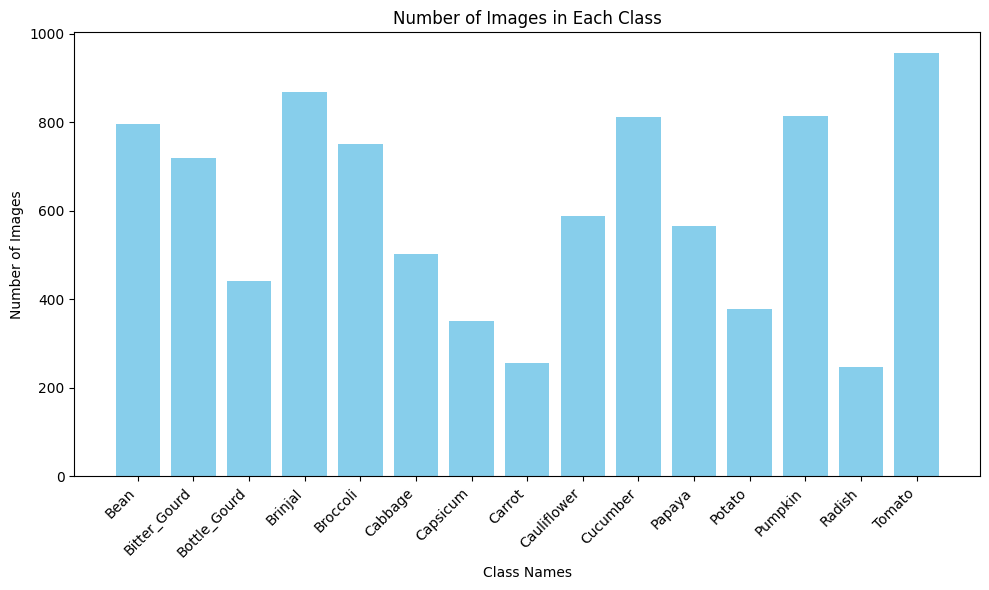 Number of Images in Each Class
Number of Images
1000
800
600
400
200
0
Bean
Bitter_Gourd
Bottle_Gourd
Brinjal
Broccoli
Cabbage
Capsicum
Carrot
Cauliflower
Cucumber
Papaya
Potato
Pumpkin
Radish
Tomato
Class Names